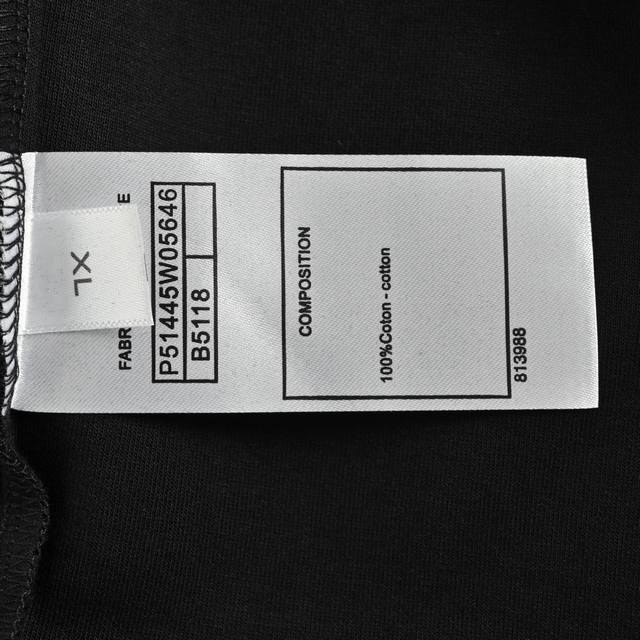 XL
FABR E
P51445W05646
B5118
COMPOSITION
100%Coton - cotton
813988